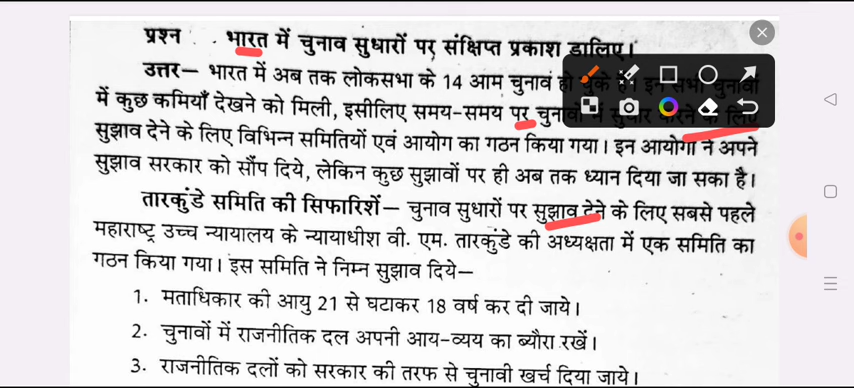 प्रश्न . भारत में चुनाव सुधारों पर संक्षिप्त प्रकाश डालिए।
उत्तर– भारत में अब तक लोकसभा के 14 आम चुनाव हो चुके हैं। इन सभी चुनावों
में कुछ कमियाँ देखने को मिली, इसीलिए समय-समय पर चुनावों में सुधार करने के लिए
सुझाव देने के लिए विभिन्न समितियों एवं आयोग का गठन किया गया। इन आयोगों ने अपने
सुझाव सरकार को सौंप दिये, लेकिन कुछ सुझावों पर ही अब तक ध्यान दिया जा सका है।
तारकुंडे समिति की सिफारिशें– चुनाव सुधारों पर सुझाव देने के लिए सबसे पहले
महाराष्ट्र उच्च न्यायालय के न्यायाधीश वी. एम. तारकुंडे की अध्यक्षता में एक समिति का
गठन किया गया। इस समिति ने निम्न सुझाव दिये–
1. मताधिकार की आयु 21 से घटाकर 18 वर्ष कर दी जाये।
2. चुनावों में राजनीतिक दल अपनी आय-व्यय का ब्यौरा रखें।
3. राजनीतिक दलों को सरकार की तरफ से चुनावी खर्च दिया जाये।